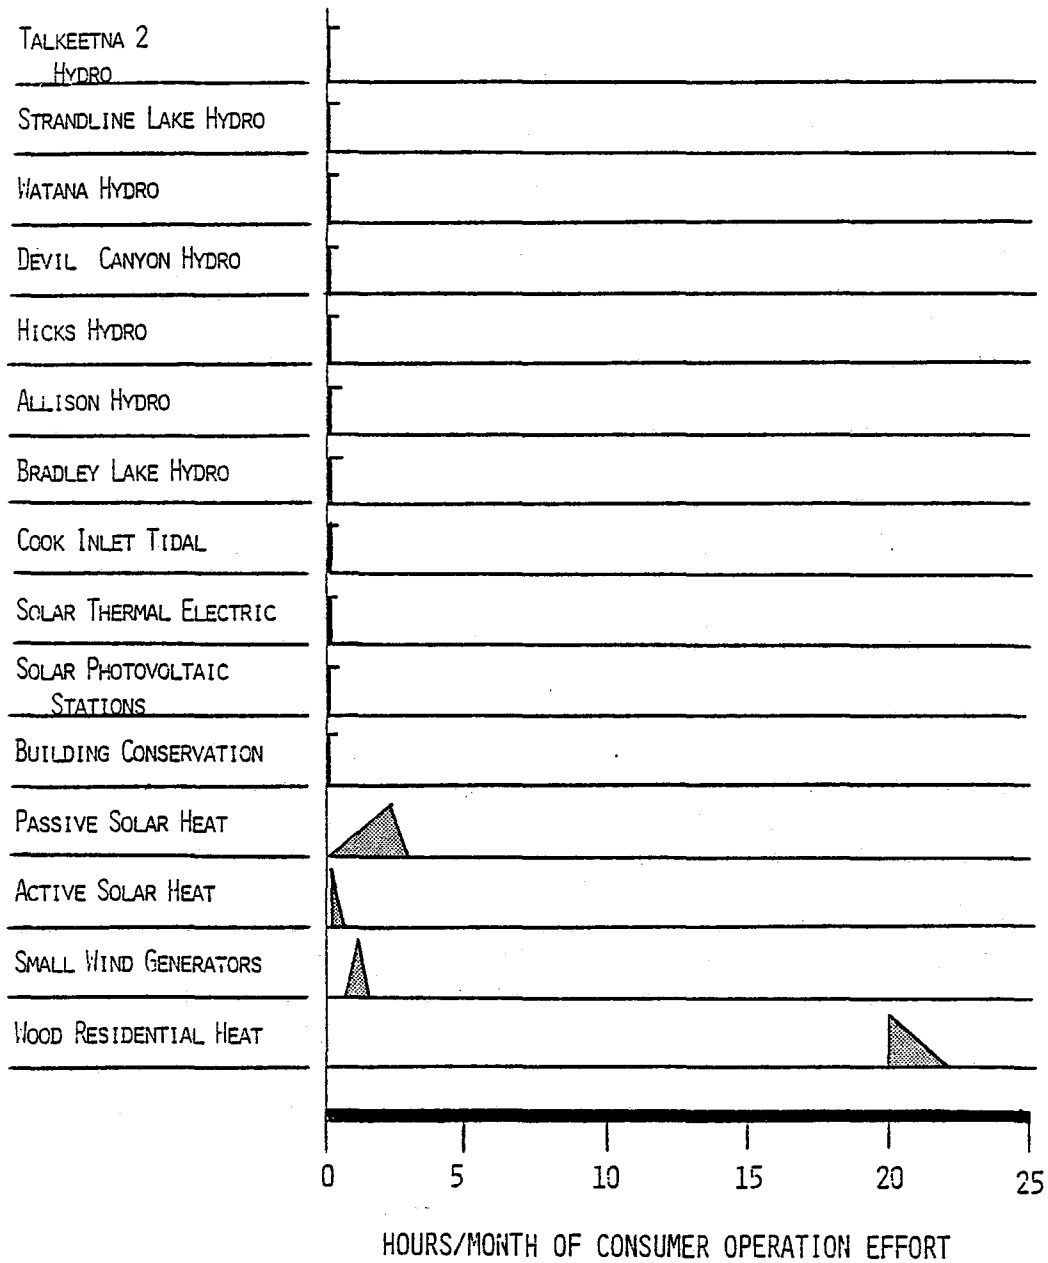 TALKEETNA 2
HYDRO
STRANDLINE LAKE HYDRO
WATANA HYDRO
DEVIL CANYON HYDRO
HICKS HYDRO
ALLISON HYDRO
BRADLEY LAKE HYDRO
COOK INLET TIDAL
SOLAR THERMAL ELECTRIC
SOLAR PHOTOVOLTAIC
STATIONS
BUILDING CONSERVATION
PASSIVE SOLAR HEAT
ACTIVE SOLAR HEAT
SMALL WIND GENERATORS
WOOD RESIDENTIAL HEAT
0 5 10 15 20 25
HOURS/MONTH OF CONSUMER OPERATION EFFORT